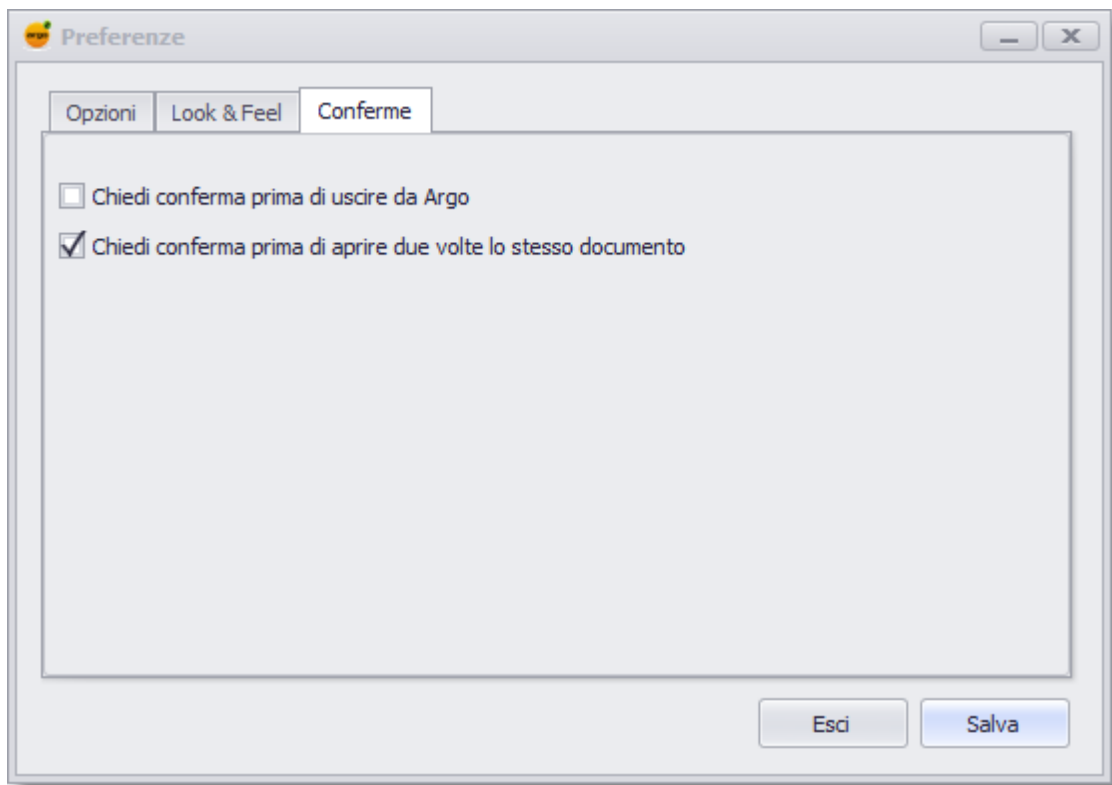 Preferenze
Opzioni Look & Feel Conferme
Chiedi conferma prima di uscire da Argo
Chiedi conferma prima di aprire due volte lo stesso documento
Esci Salva